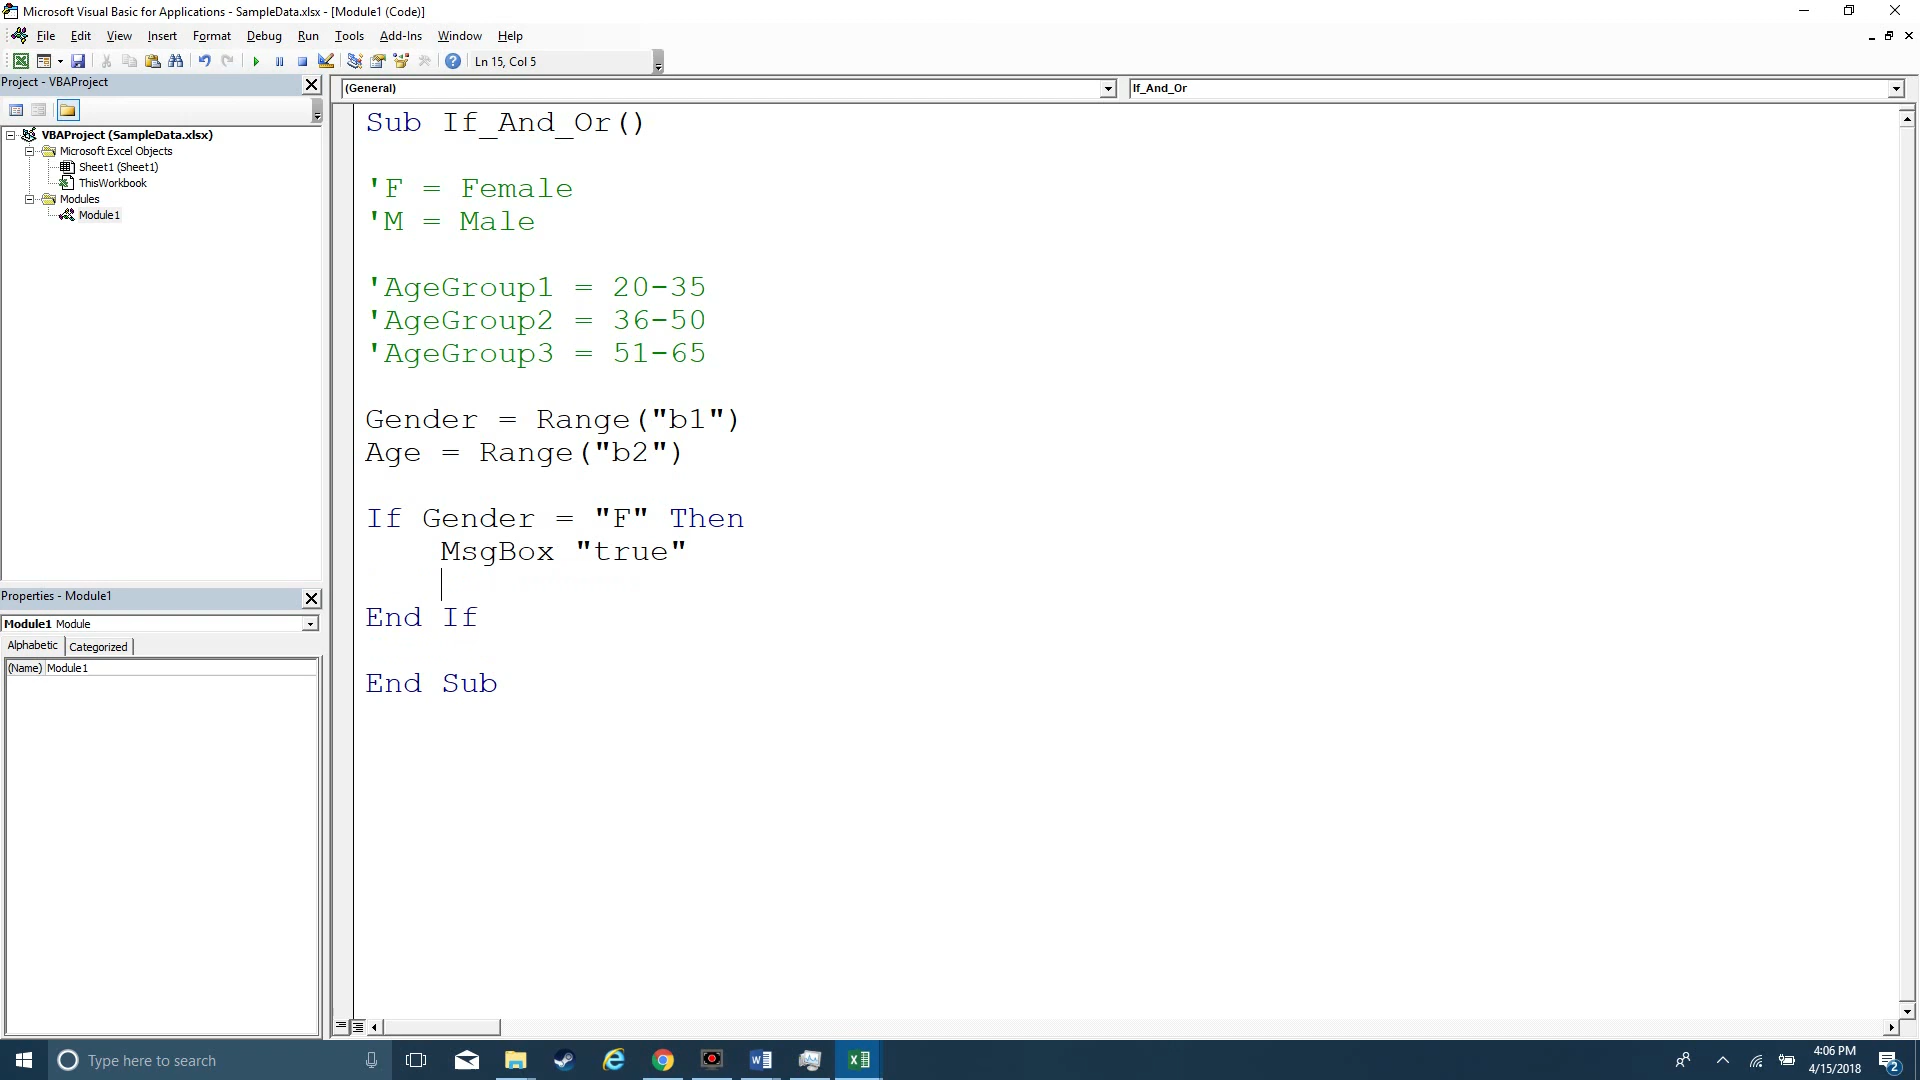 Microsoft Visual Basic for Applications - SampleData.xlsx - [Module1 (Code)]
File Edit View Insert Format Debug Run Tools Add-Ins Window Help
Ln 15, Col 5
Project - VBAProject
(General)
If_And_Or
VBAProject (SampleData.xlsx)
Microsoft Excel Objects
Sheet1 (Sheet1)
ThisWorkbook
Modules
Module1
Properties - Module1
Module1 Module
Alphabetic Categorized
(Name) Module1
Sub If_And_Or()
'F = Female
'M = Male
'AgeGroup1 = 20-35
'AgeGroup2 = 36-50
'AgeGroup3 = 51-65
Gender = Range("b1")
Age = Range("b2")
If Gender = "F" Then
MsgBox "true"
End If
End Sub
Type here to search
4:06 PM
4/15/2018
2